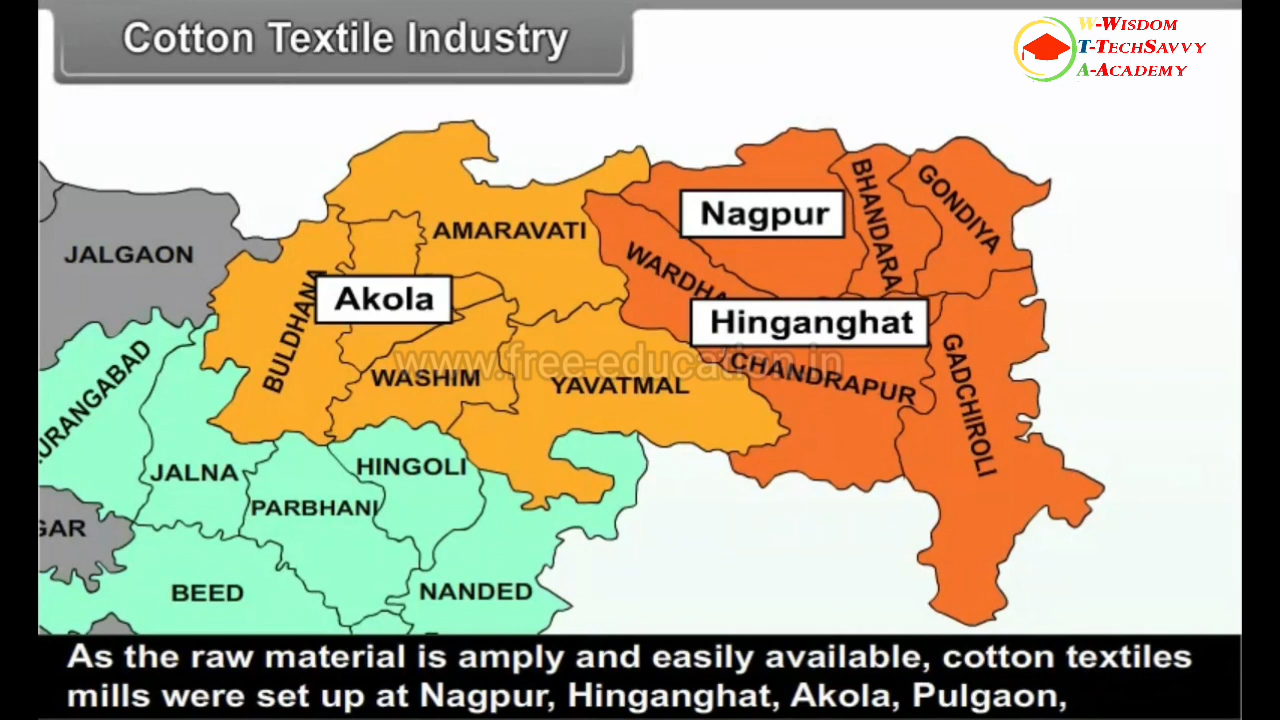 Cotton Textile Industry
W-Wisdom
T-TechSavvy
A-Academy
JALGAON
AMARAVATI
Nagpur
BHANDARA
GONDIYA
WARDHA
BULDHANA
Akola
Hinganghat
www.free-education.in
WASHIM
YAVATMAL
CHANDRAPUR
GADCHIROLI
URANGABAD
JALNA
HINGOLI
PARBHANI
GAR
BEED
NANDED
As the raw material is amply and easily available, cotton textiles
mills were set up at Nagpur, Hinganghat, Akola, Pulgaon,